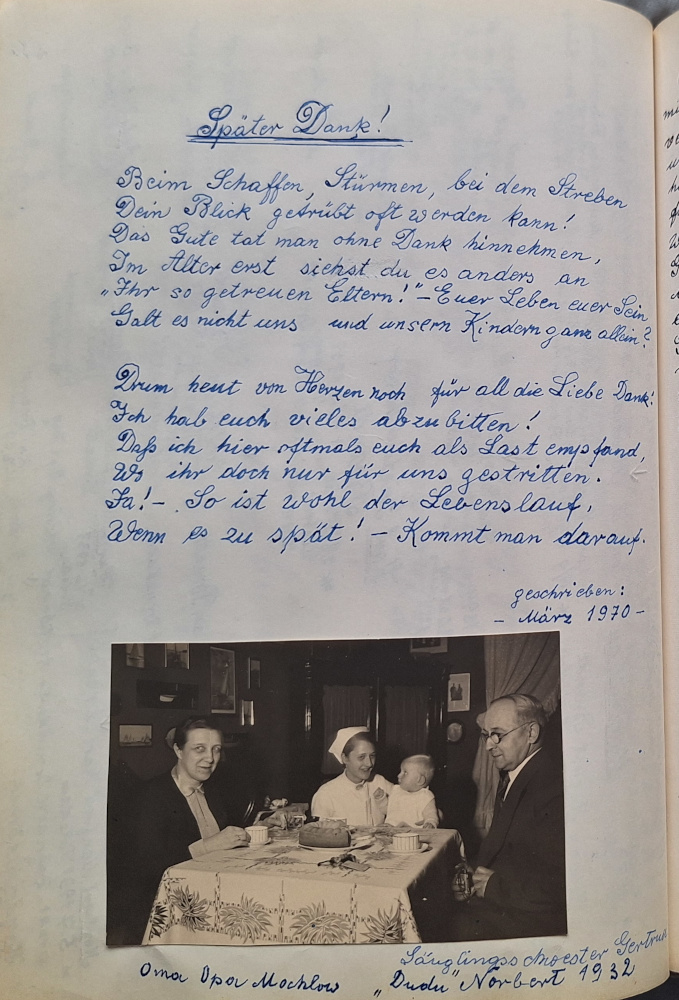 Später Dank!
Beim Schaffen, Stürmen, bei dem Streben
Dein Blick getrübt oft werden kann!
Das Gute tat man ohne Dank hinnehmen,
Im Alter erst siehst du es anders an
„Ihr so getreuen Eltern!" – Euer Leben euer Sein
Galt es nicht uns und unsern Kindern ganz allein?
Drum heut von Herzen noch für all die Liebe Dank!
Ich hab euch vieles abzubitten!
Daß ich hier oftmals euch als Last empfand,
Wo ihr doch nur für uns gestritten.
Ja! – So ist wohl der Lebenslauf,
Wenn es zu spät! – Kommt man darauf.
geschrieben:
– März 1970 –
Säuglingsschwester Gertrud
Oma Opa Mochlow „Dudu" Norbert 1932